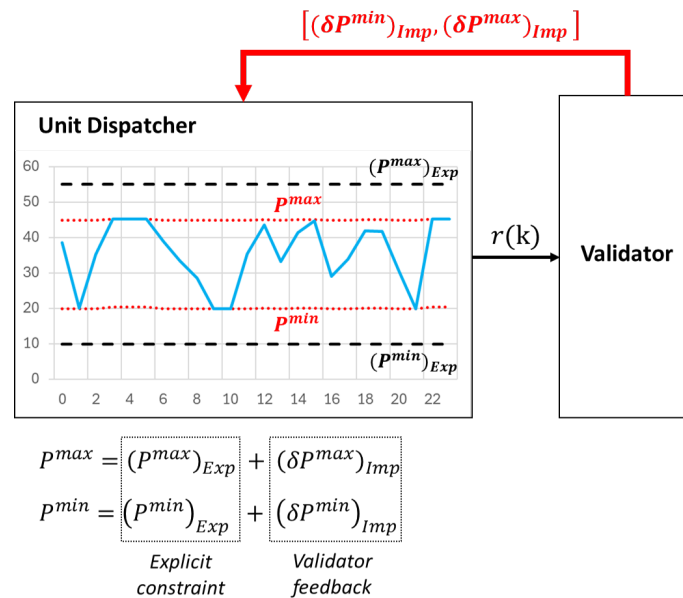 [(δP^min)_Imp, (δP^max)_Imp]
Unit Dispatcher
60
(P^max)_Exp
50
P^max
40
r(k)
Validator
30
20
P^min
10
(P^min)_Exp
0
0 2 4 6 8 10 12 14 16 18 20 22
P^max = (P^max)_Exp + (δP^max)_Imp
P^min = (P^min)_Exp + (δP^min)_Imp
Explicit constraint
Validator feedback